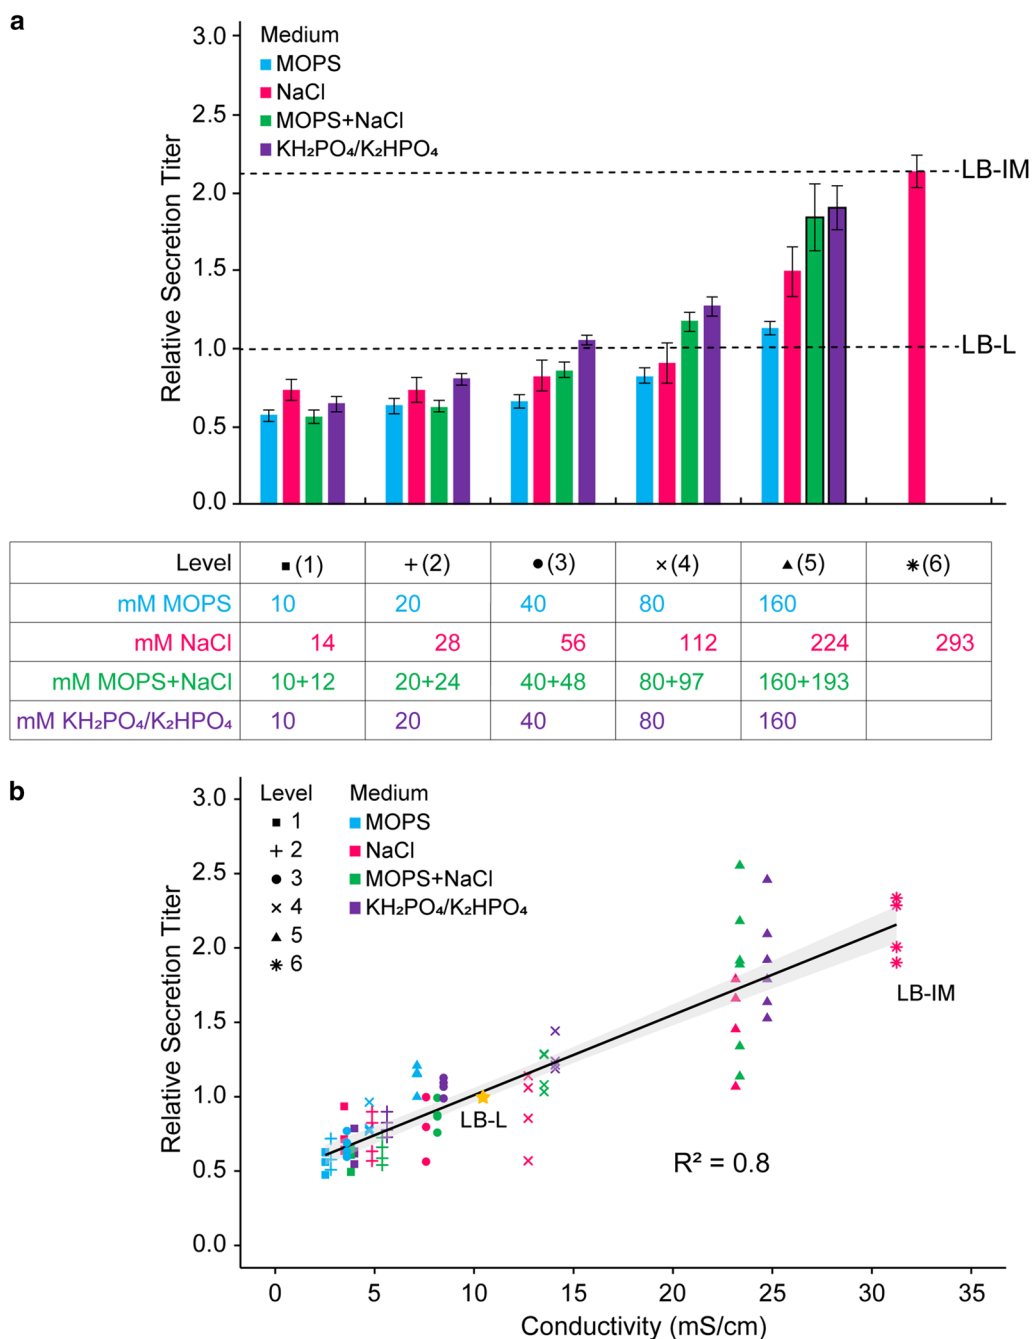 a
3.0
2.5
2.0
1.5
1.0
0.5
0.0
Relative Secretion Titer
Medium
MOPS
NaCl
MOPS+NaCl
KH₂PO₄/K₂HPO₄
LB-IM
LB-L
Level ■(1) +(2) ●(3) ×(4) ▲(5) ✱(6)
mM MOPS 10 20 40 80 160
mM NaCl 14 28 56 112 224 293
mM MOPS+NaCl 10+12 20+24 40+48 80+97 160+193
mM KH₂PO₄/K₂HPO₄ 10 20 40 80 160
b
3.0
2.5
2.0
1.5
1.0
0.5
0.0
Relative Secretion Titer
Level
1
2
3
4
5
6
Medium
MOPS
NaCl
MOPS+NaCl
KH₂PO₄/K₂HPO₄
LB-IM
LB-L
R² = 0.8
0 5 10 15 20 25 30 35
Conductivity (mS/cm)